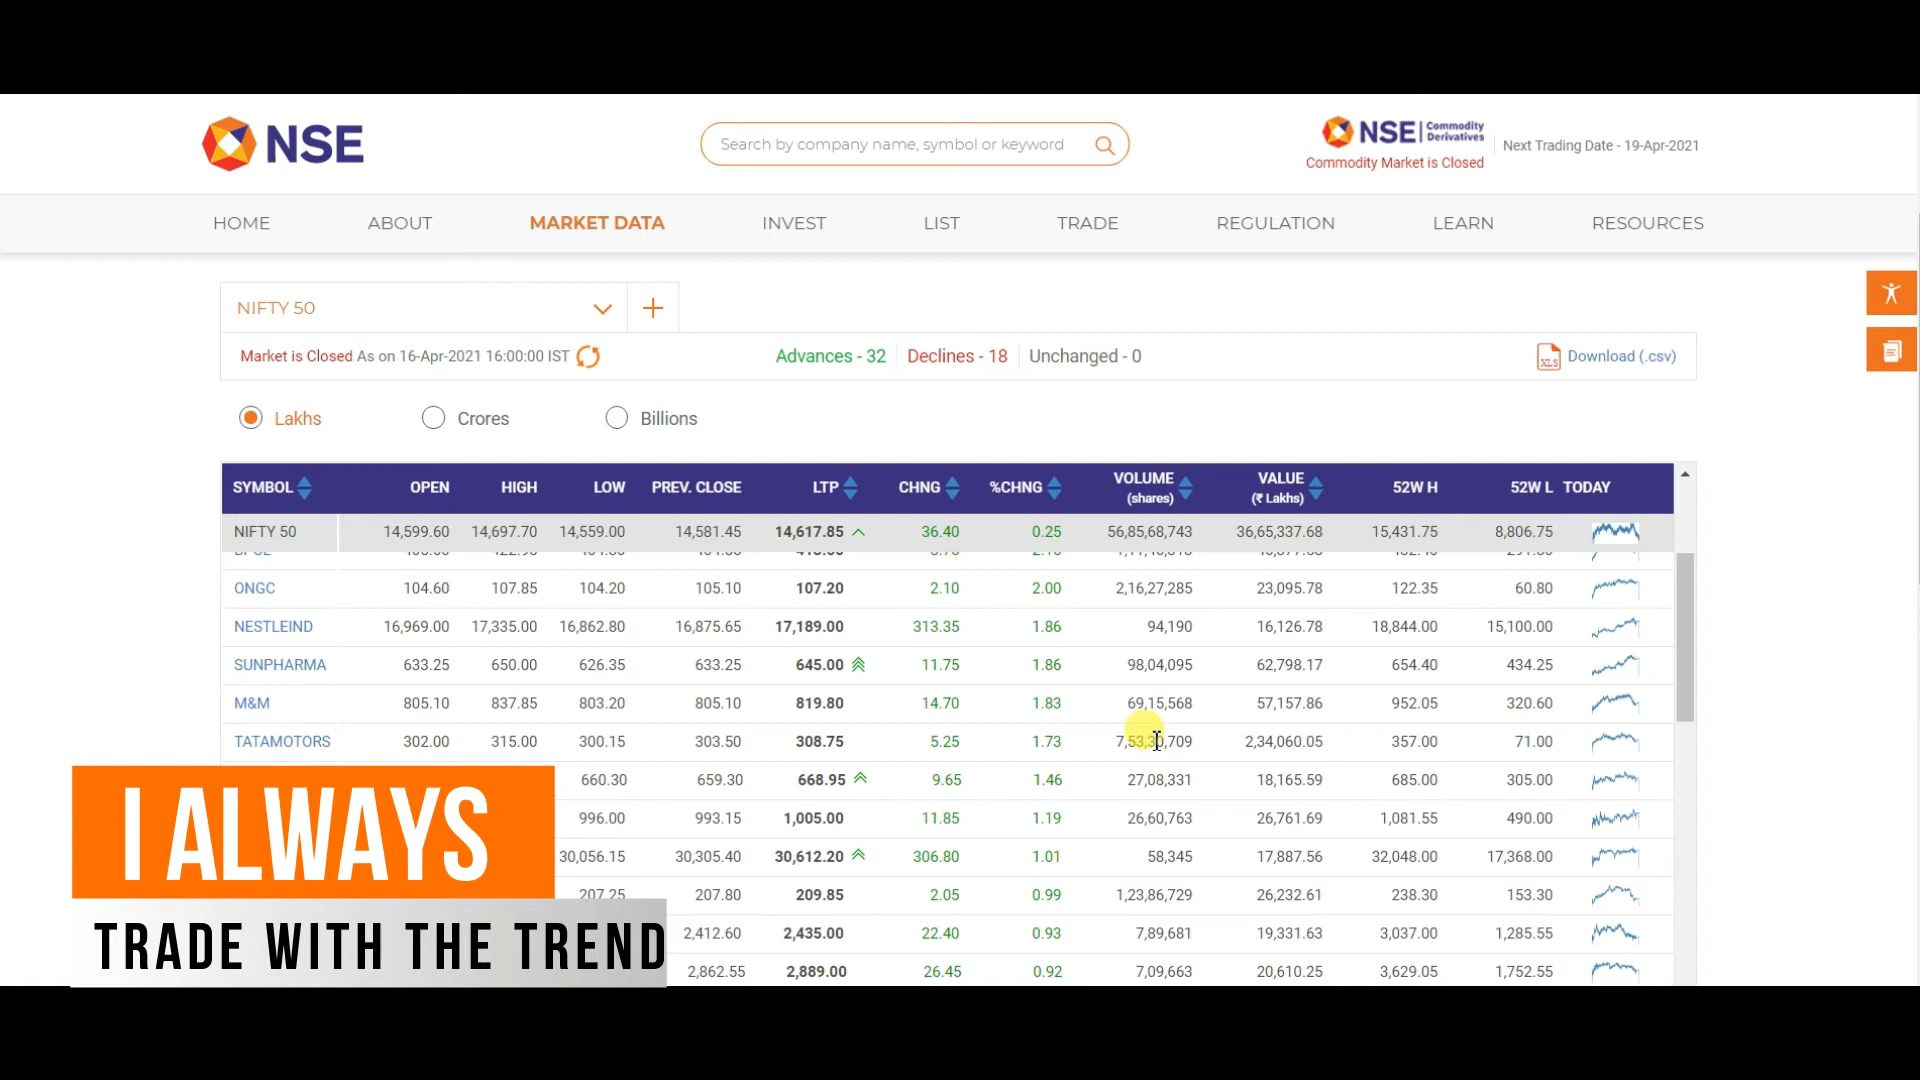 NSE
Search by company name, symbol or keyword
NSE Commodity Derivatives
Commodity Market is Closed
Next Trading Date - 19-Apr-2021
HOME ABOUT MARKET DATA INVEST LIST TRADE REGULATION LEARN RESOURCES
NIFTY 50
Market is Closed As on 16-Apr-2021 16:00:00 IST Advances - 32 Declines - 18 Unchanged - 0 XLS Download (.csv)
Lakhs Crores Billions
SYMBOL OPEN HIGH LOW PREV. CLOSE LTP CHNG %CHNG VOLUME (shares) VALUE (₹ Lakhs) 52W H 52W L TODAY
NIFTY 50 14,599.60 14,697.70 14,559.00 14,581.45 14,617.85 36.40 0.25 56,85,68,743 36,65,337.68 15,431.75 8,806.75
ONGC 104.60 107.85 104.20 105.10 107.20 2.10 2.00 2,16,27,285 23,095.78 122.35 60.80
NESTLEIND 16,969.00 17,335.00 16,862.80 16,875.65 17,189.00 313.35 1.86 94,190 16,126.78 18,844.00 15,100.00
SUNPHARMA 633.25 650.00 626.35 633.25 645.00 11.75 1.86 98,04,095 62,798.17 654.40 434.25
M&M 805.10 837.85 803.20 805.10 819.80 14.70 1.83 69,15,568 57,157.86 952.05 320.60
TATAMOTORS 302.00 315.00 300.15 303.50 308.75 5.25 1.73 7,53,30,709 2,34,060.05 357.00 71.00
660.30 659.30 668.95 9.65 1.46 27,08,331 18,165.59 685.00 305.00
996.00 993.15 1,005.00 11.85 1.19 26,60,763 26,761.69 1,081.55 490.00
30,056.15 30,305.40 30,612.20 306.80 1.01 58,345 17,887.56 32,048.00 17,368.00
207.25 207.80 209.85 2.05 0.99 1,23,86,729 26,232.61 238.30 153.30
2,412.60 2,435.00 22.40 0.93 7,89,681 19,331.63 3,037.00 1,285.55
2,862.55 2,889.00 26.45 0.92 7,09,663 20,610.25 3,629.05 1,752.55
I ALWAYS
TRADE WITH THE TREND